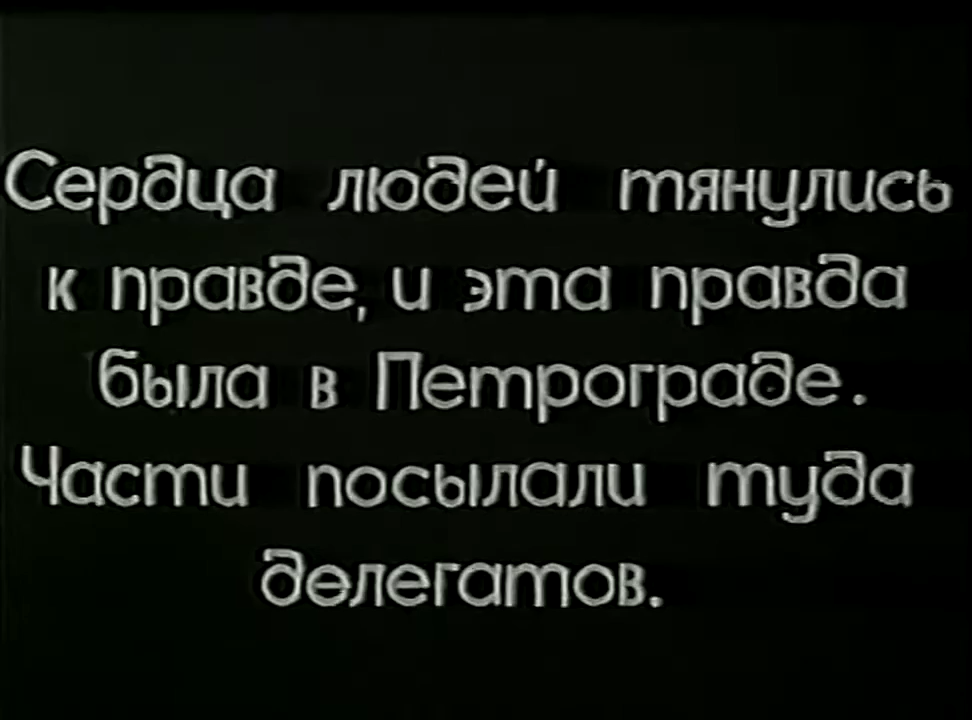 Сердца людей тянулись
к правде, и эта правда
была в Петрограде.
Части посылали туда
делегатов.